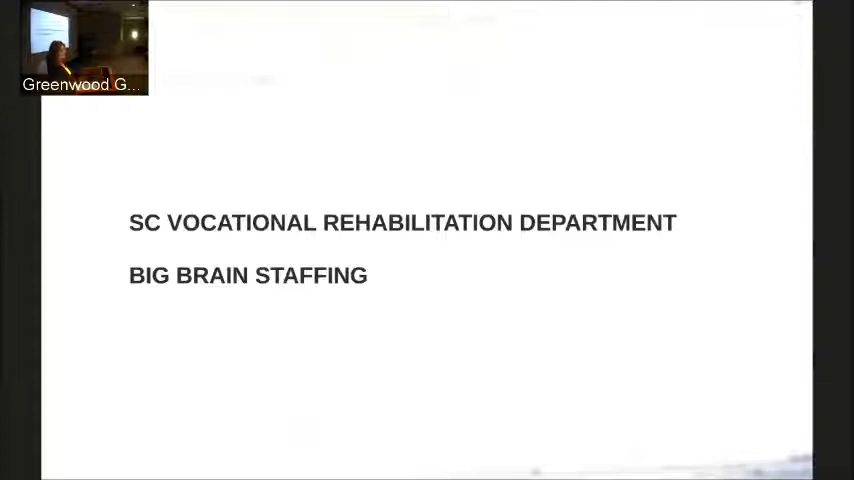 Greenwood G...
SC VOCATIONAL REHABILITATION DEPARTMENT
BIG BRAIN STAFFING